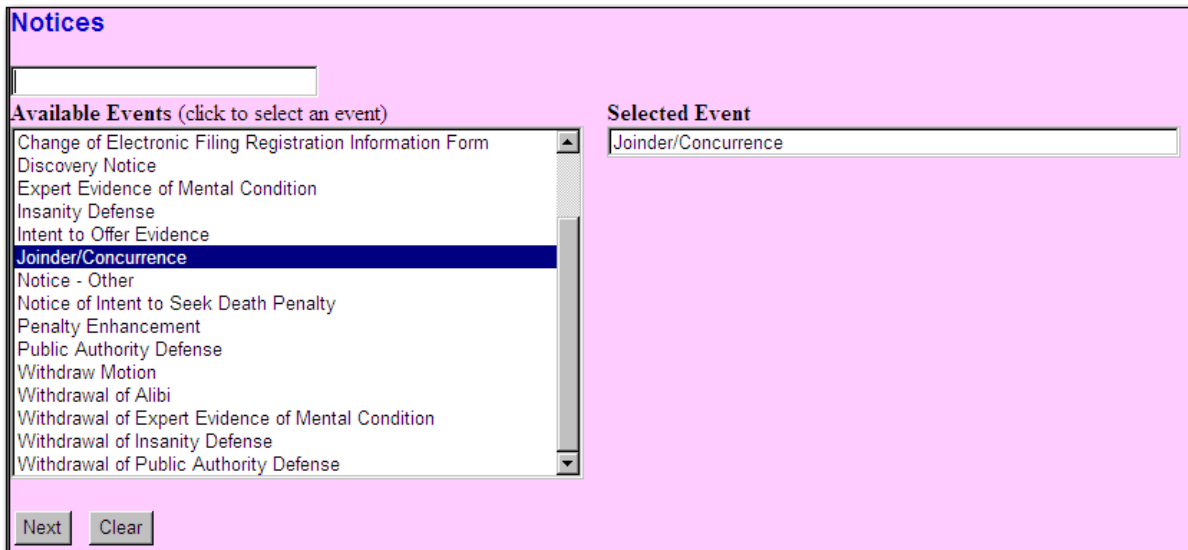 Notices
Available Events (click to select an event)
Selected Event
Change of Electronic Filing Registration Information Form
Discovery Notice
Expert Evidence of Mental Condition
Insanity Defense
Intent to Offer Evidence
Joinder/Concurrence
Notice - Other
Notice of Intent to Seek Death Penalty
Penalty Enhancement
Public Authority Defense
Withdraw Motion
Withdrawal of Alibi
Withdrawal of Expert Evidence of Mental Condition
Withdrawal of Insanity Defense
Withdrawal of Public Authority Defense
Joinder/Concurrence
Next
Clear